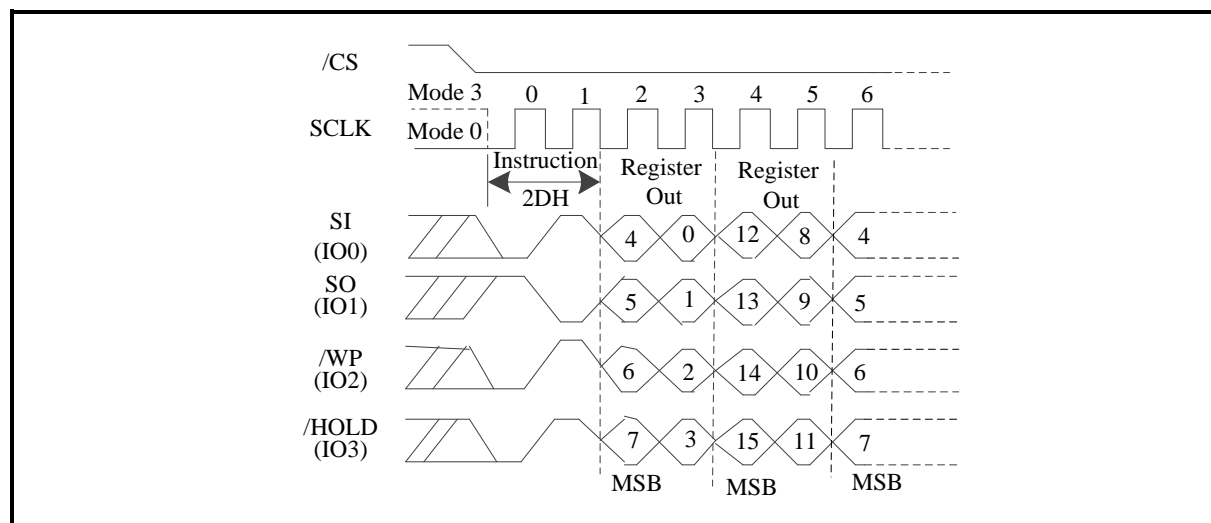 /CS
Mode 3 0 1 2 3 4 5 6
SCLK Mode 0
Instruction Register Register
2DH Out Out
SI 4 0 12 8 4
(IO0)
SO 5 1 13 9 5
(IO1)
/WP 6 2 14 10 6
(IO2)
/HOLD 7 3 15 11 7
(IO3)
MSB MSB MSB